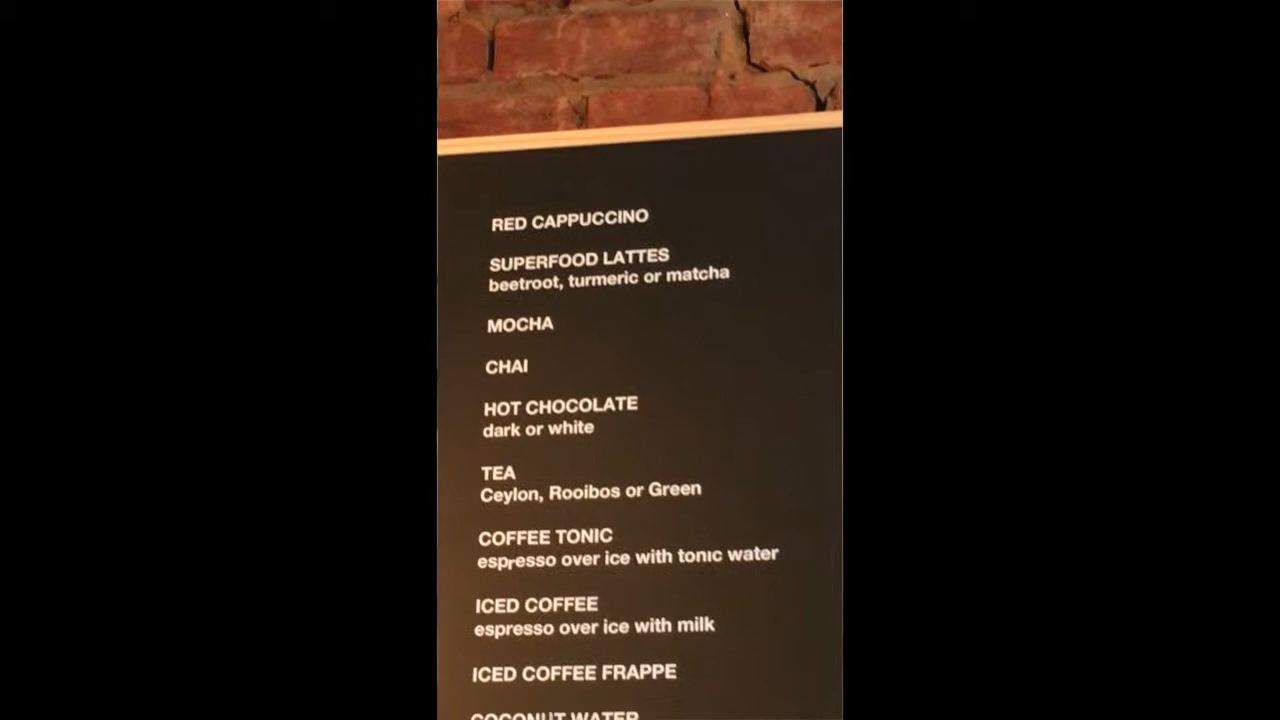 RED CAPPUCCINO
SUPERFOOD LATTES
beetroot, turmeric or matcha
MOCHA
CHAI
HOT CHOCOLATE
dark or white
TEA
Ceylon, Rooibos or Green
COFFEE TONIC
espresso over ice with tonic water
ICED COFFEE
espresso over ice with milk
ICED COFFEE FRAPPE
COCONUT WATER